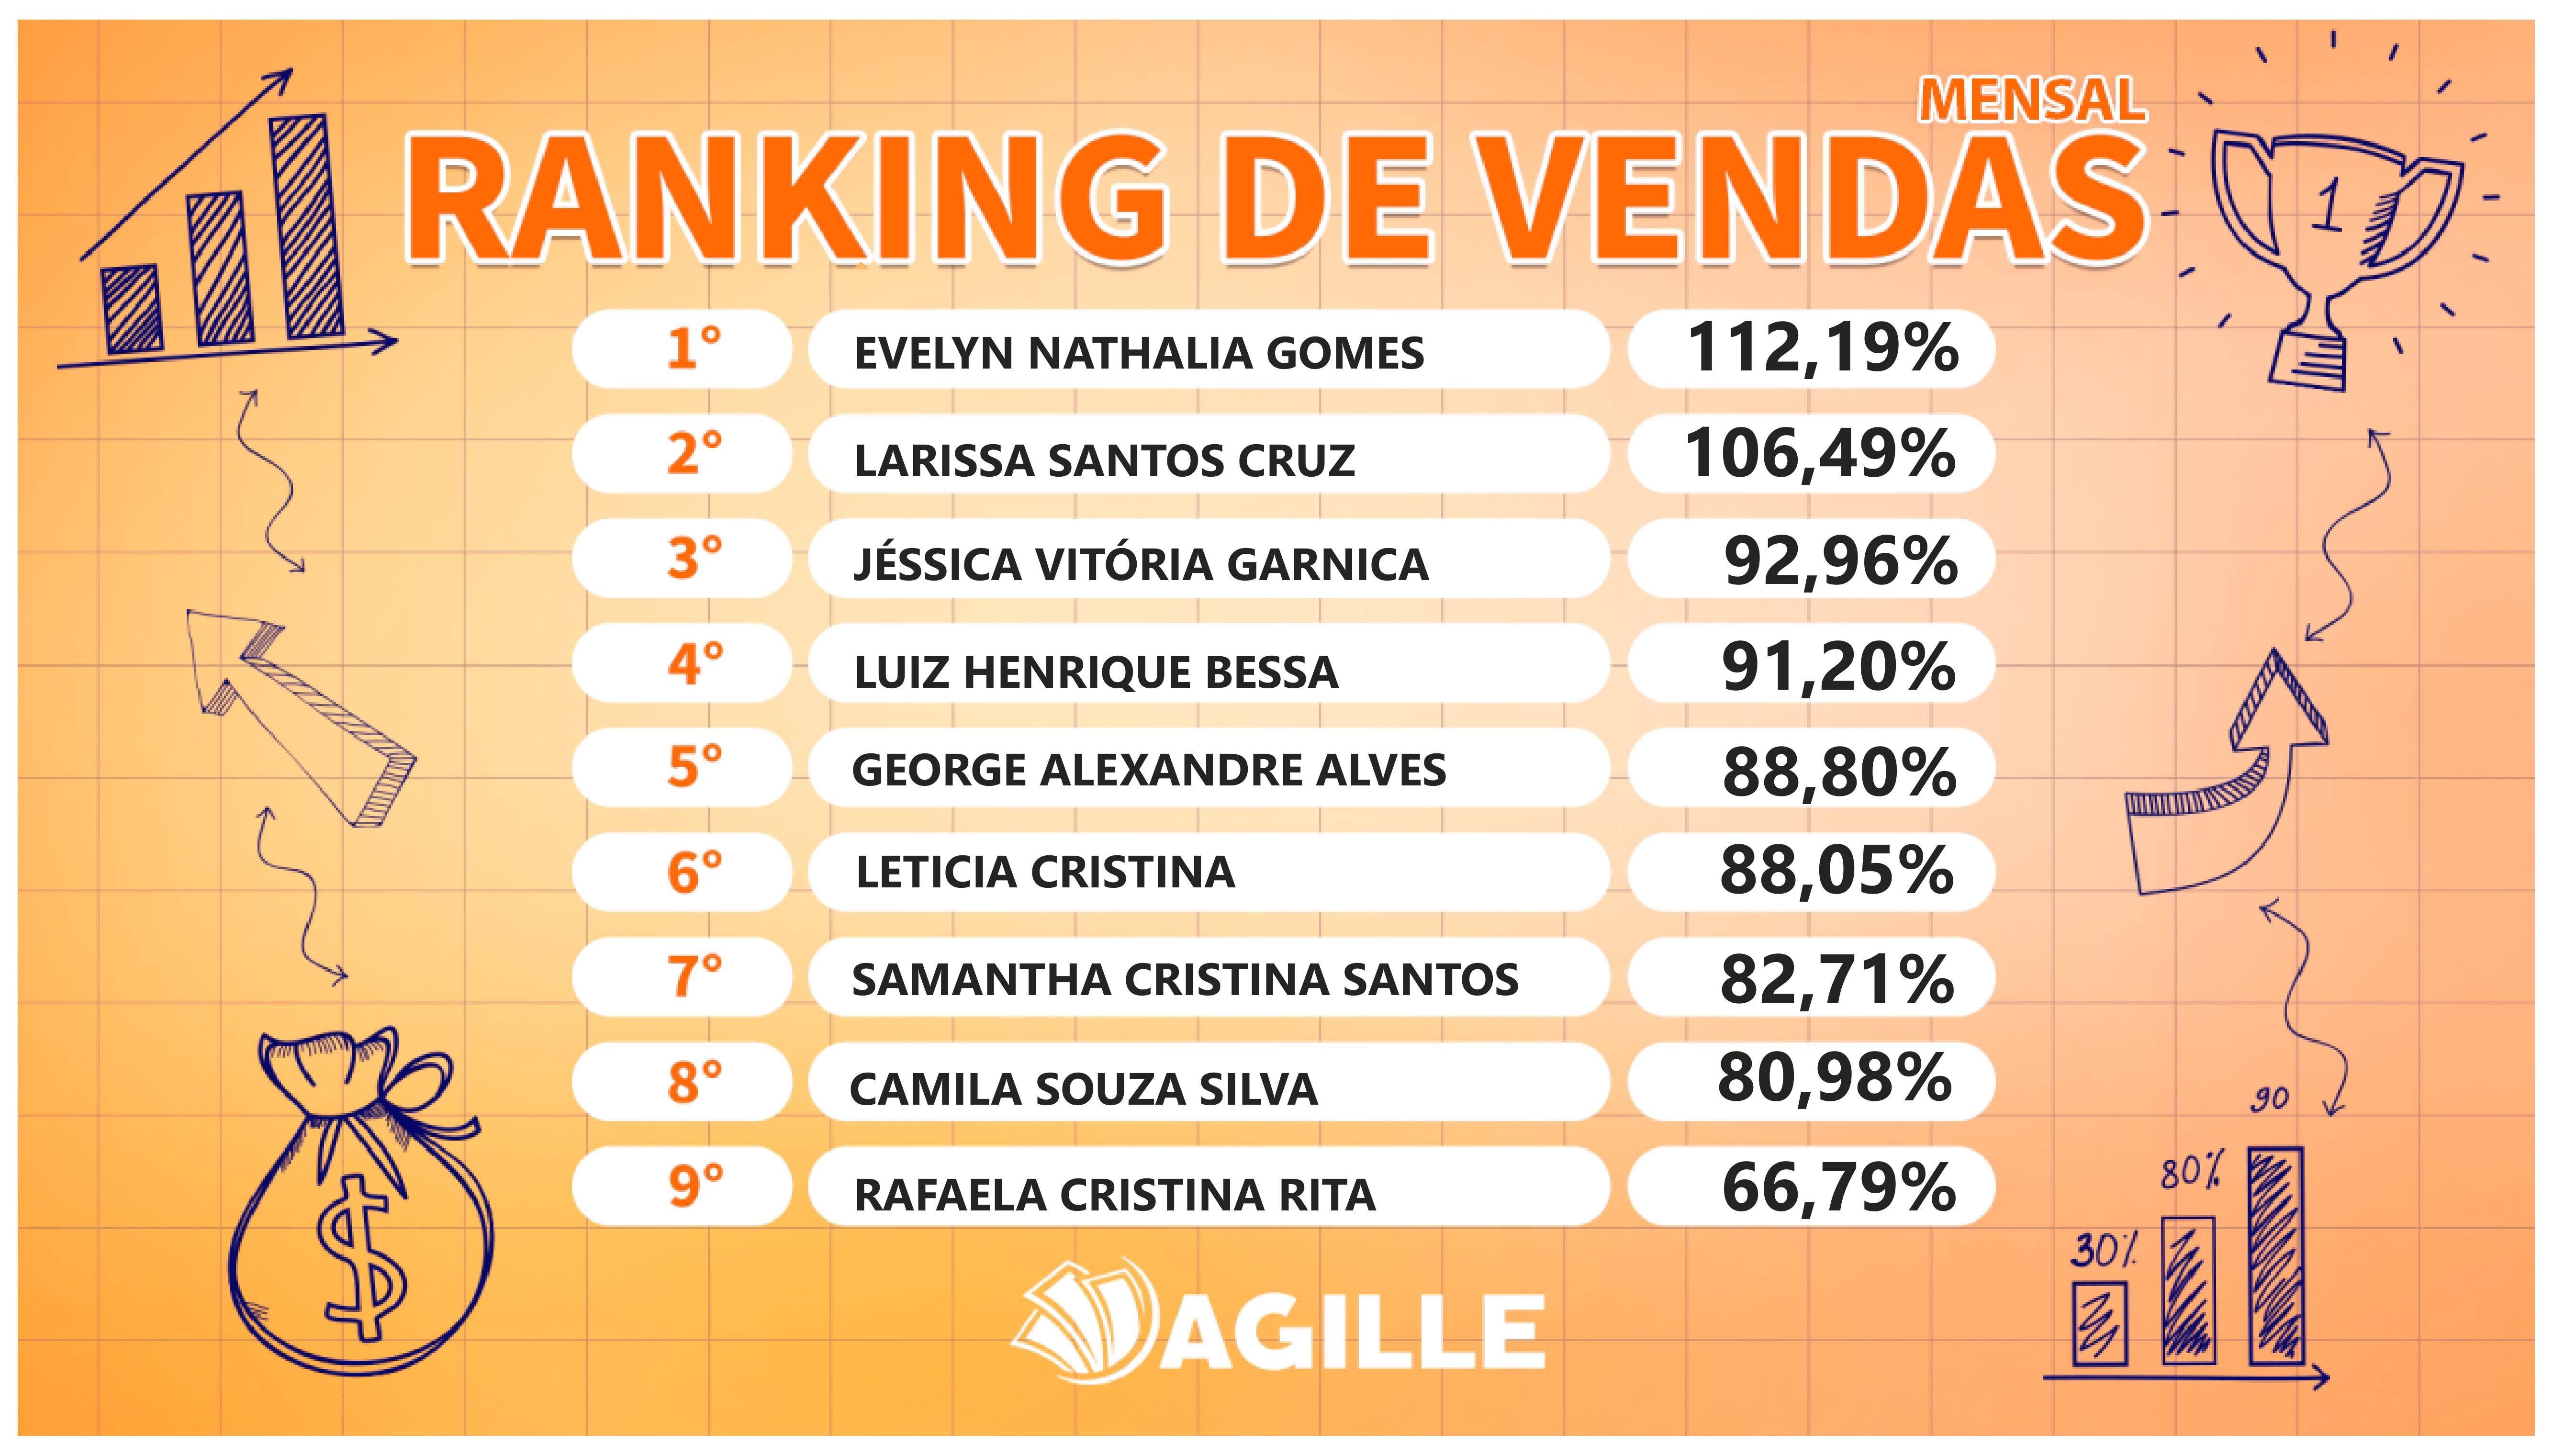 MENSAL
RANKING DE VENDAS
1
1° EVELYN NATHALIA GOMES 112,19%
2° LARISSA SANTOS CRUZ 106,49%
3° JÉSSICA VITÓRIA GARNICA 92,96%
4° LUIZ HENRIQUE BESSA 91,20%
5° GEORGE ALEXANDRE ALVES 88,80%
6° LETICIA CRISTINA 88,05%
7° SAMANTHA CRISTINA SANTOS 82,71%
8° CAMILA SOUZA SILVA 80,98%
9° RAFAELA CRISTINA RITA 66,79%
90
80%
30%
$
AGILLE